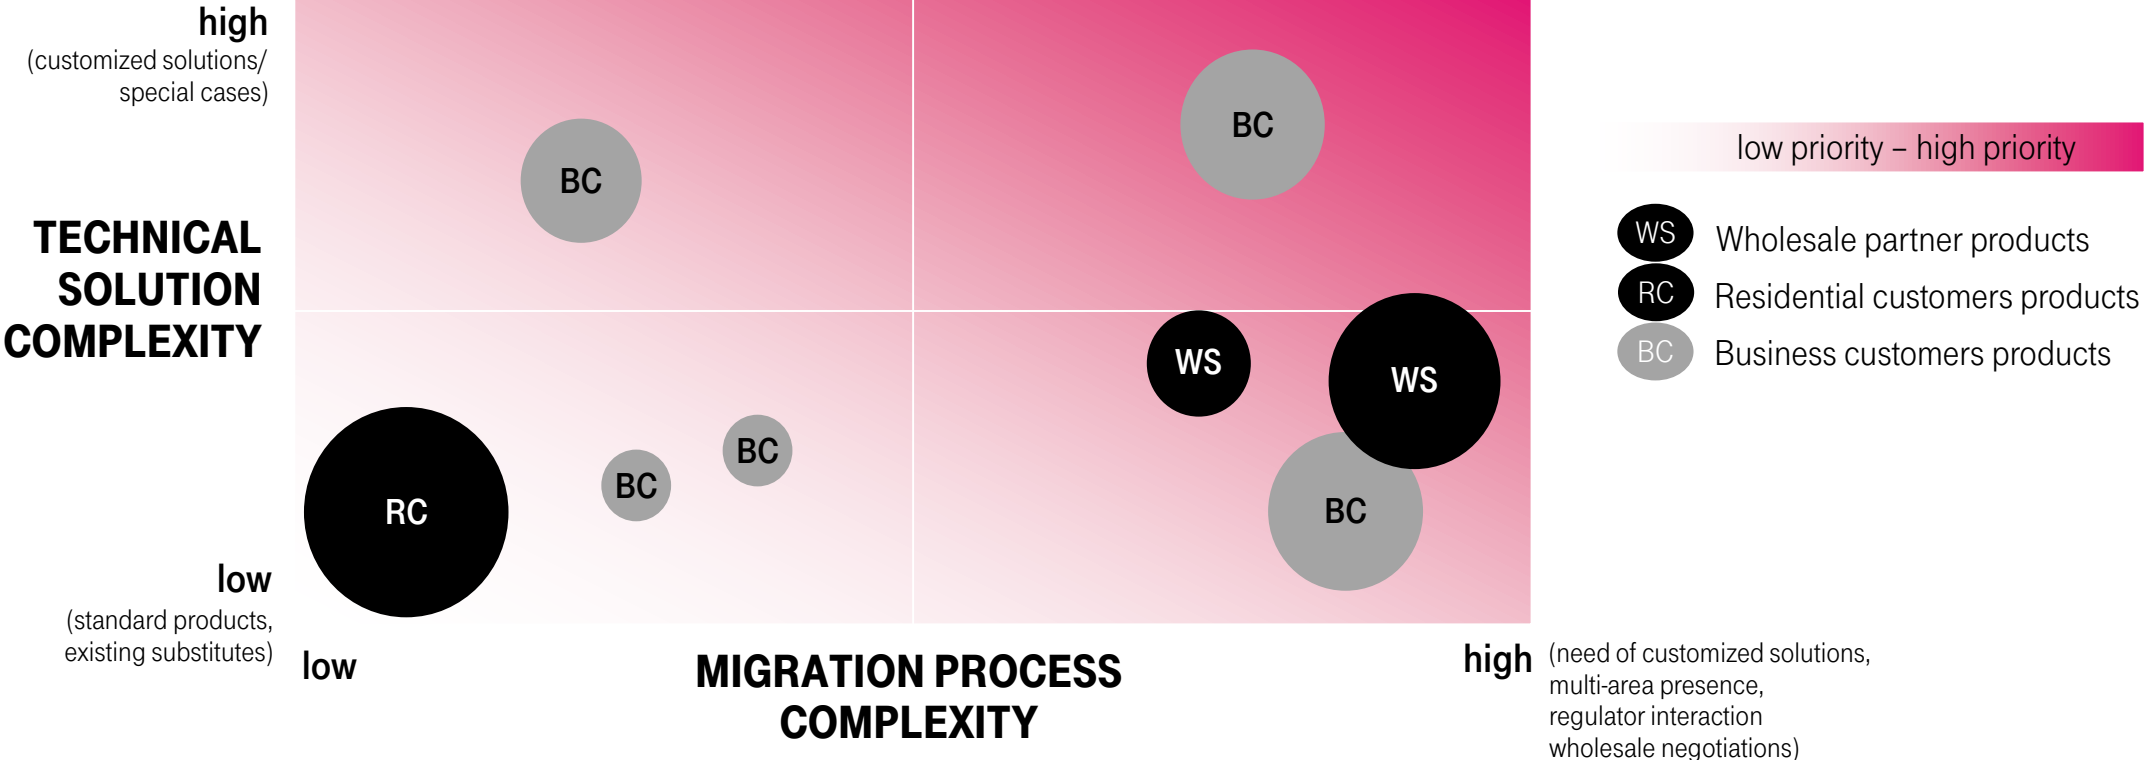 high
(customized solutions/
special cases)
TECHNICAL
SOLUTION
COMPLEXITY
low
(standard products,
existing substitutes)
BC
BC
WS
WS
BC
BC
RC
BC
low
MIGRATION PROCESS
COMPLEXITY
high
(need of customized solutions,
multi-area presence,
regulator interaction
wholesale negotiations)
low priority – high priority
WS Wholesale partner products
RC Residential customers products
BC Business customers products